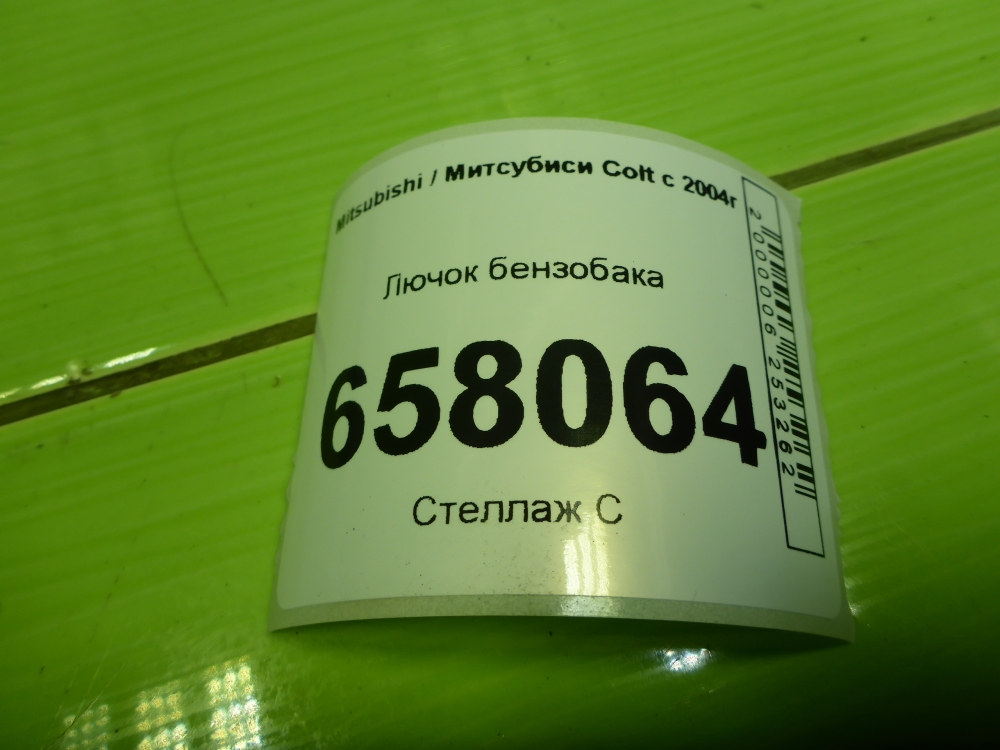 Mitsubishi / Митсубиси Colt с 2004г
Лючок бензобака
658064
Стеллаж С
2000006253262